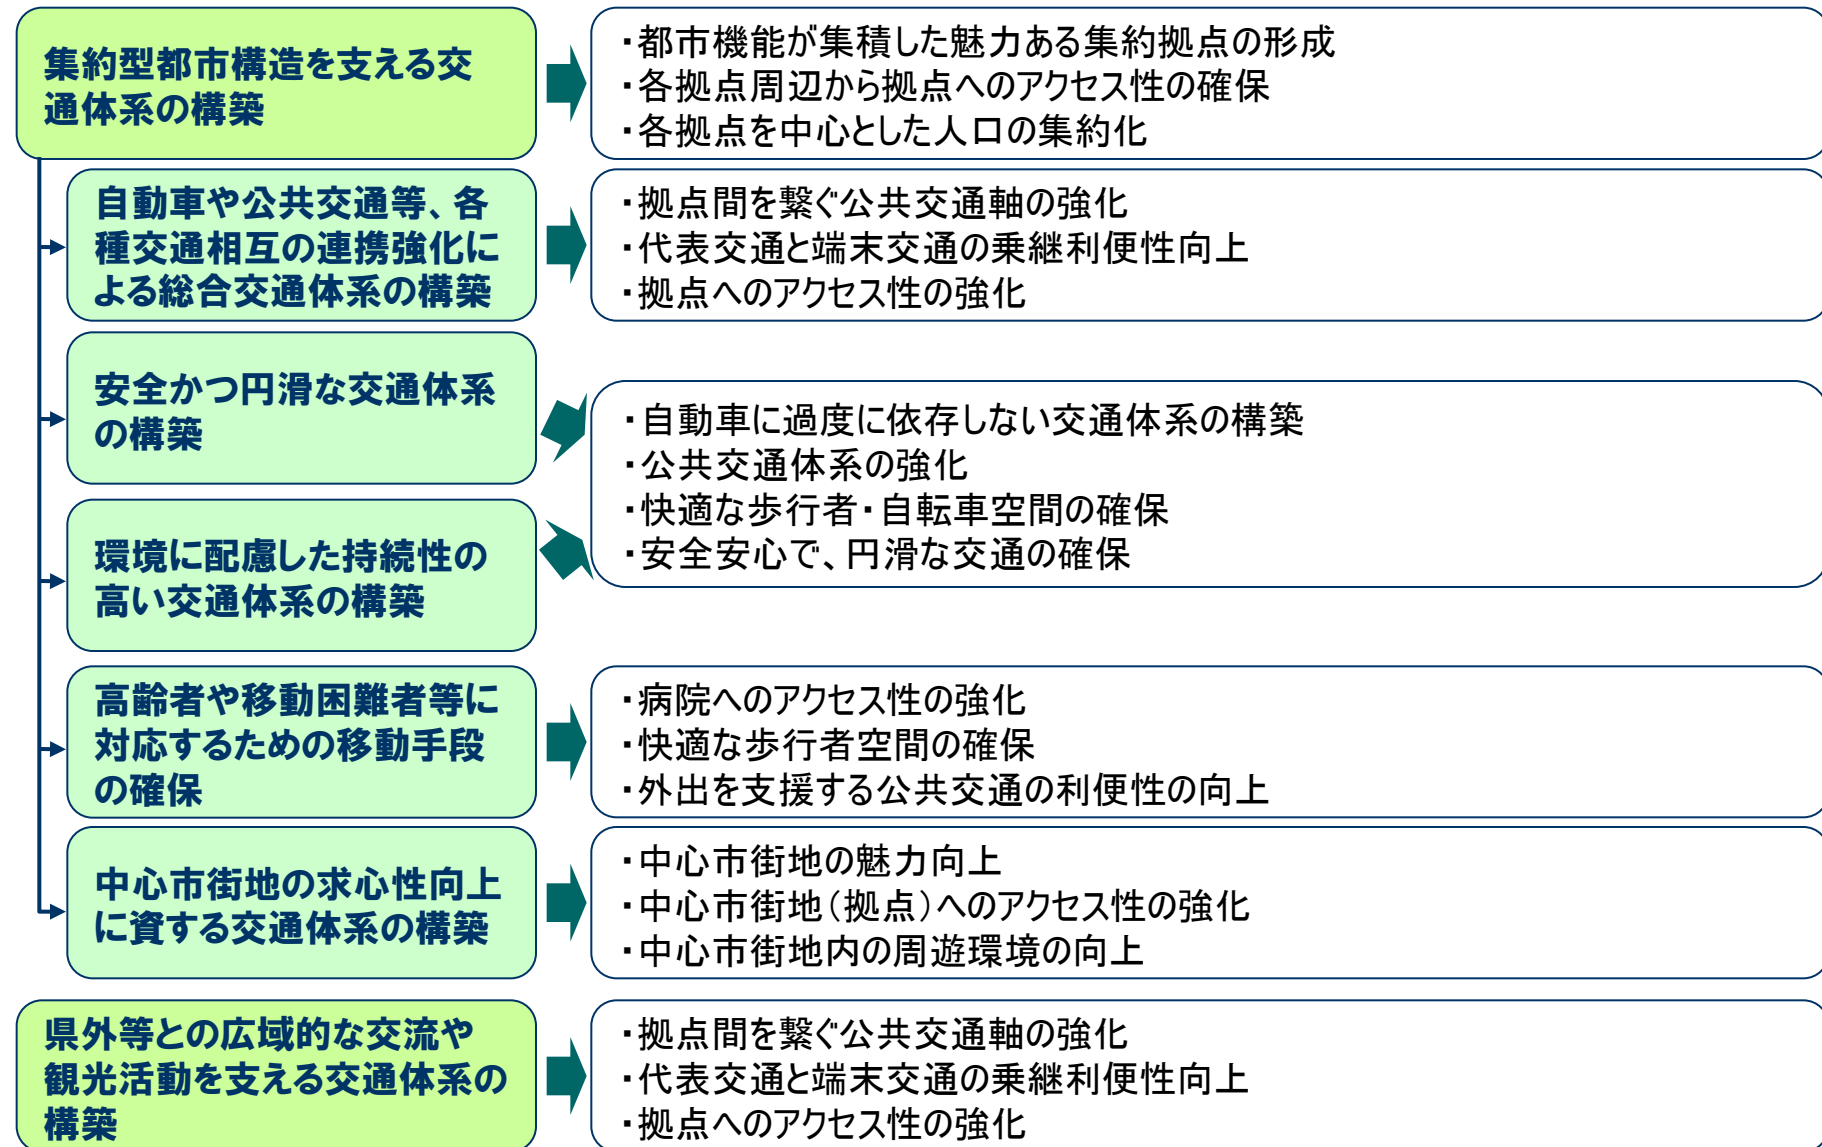 集約型都市構造を支える交
通体系の構築
・都市機能が集積した魅力ある集約拠点の形成
・各拠点周辺から拠点へのアクセス性の確保
・各拠点を中心とした人口の集約化
自動車や公共交通等、各
種交通相互の連携強化に
よる総合交通体系の構築
・拠点間を繋ぐ公共交通軸の強化
・代表交通と端末交通の乗継利便性向上
・拠点へのアクセス性の強化
安全かつ円滑な交通体系
の構築
環境に配慮した持続性の
高い交通体系の構築
・自動車に過度に依存しない交通体系の構築
・公共交通体系の強化
・快適な歩行者・自転車空間の確保
・安全安心で、円滑な交通の確保
高齢者や移動困難者等に
対応するための移動手段
の確保
・病院へのアクセス性の強化
・快適な歩行者空間の確保
・外出を支援する公共交通の利便性の向上
中心市街地の求心性向上
に資する交通体系の構築
・中心市街地の魅力向上
・中心市街地（拠点）へのアクセス性の強化
・中心市街地内の周遊環境の向上
県外等との広域的な交流や
観光活動を支える交通体系の
構築
・拠点間を繋ぐ公共交通軸の強化
・代表交通と端末交通の乗継利便性向上
・拠点へのアクセス性の強化